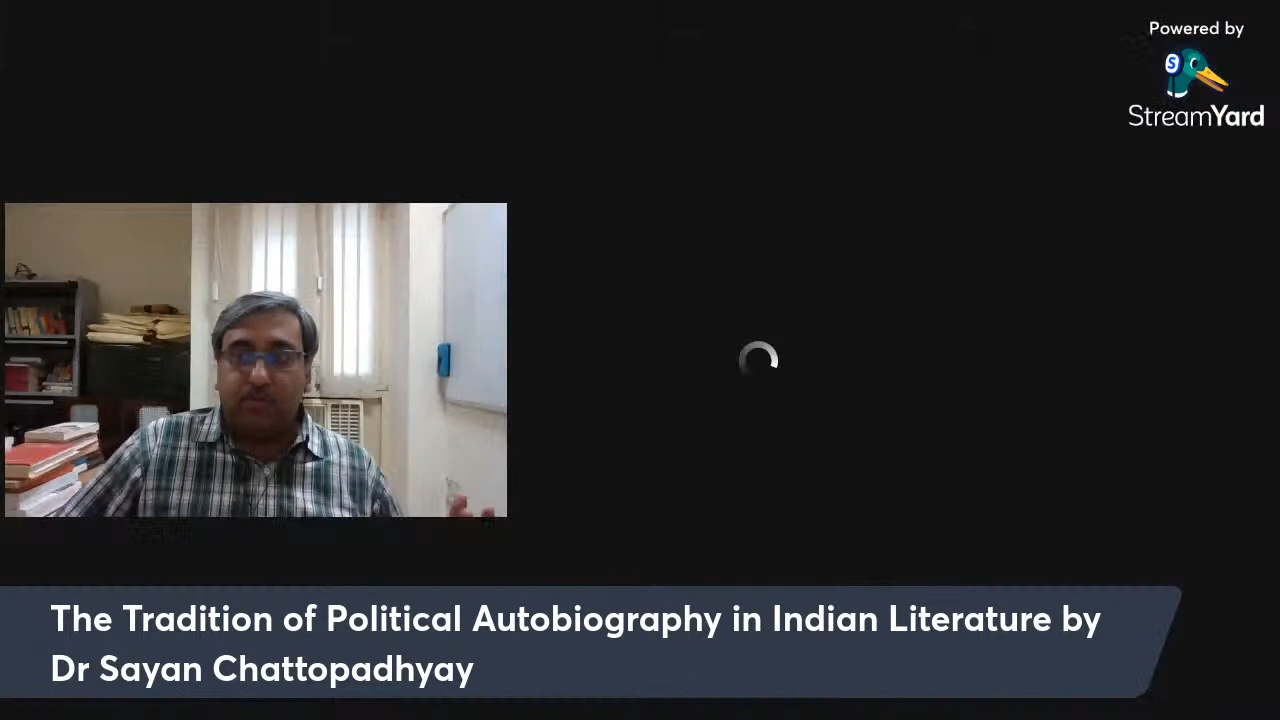 Powered by
S
StreamYard
The Tradition of Political Autobiography in Indian Literature by
Dr Sayan Chattopadhyay